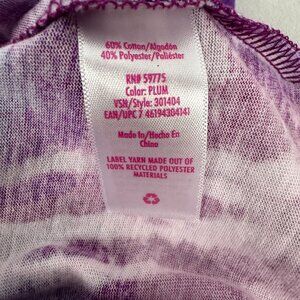 60% Cotton/Algodón
40% Polyester/Poliéster
RN# 59775
Color: PLUM
VSN/Style: 301404
EAN/UPC 7 46194304141
Made In/Hecho En
China
LABEL YARN MADE OUT OF
100% RECYCLED POLYESTER
MATERIALS